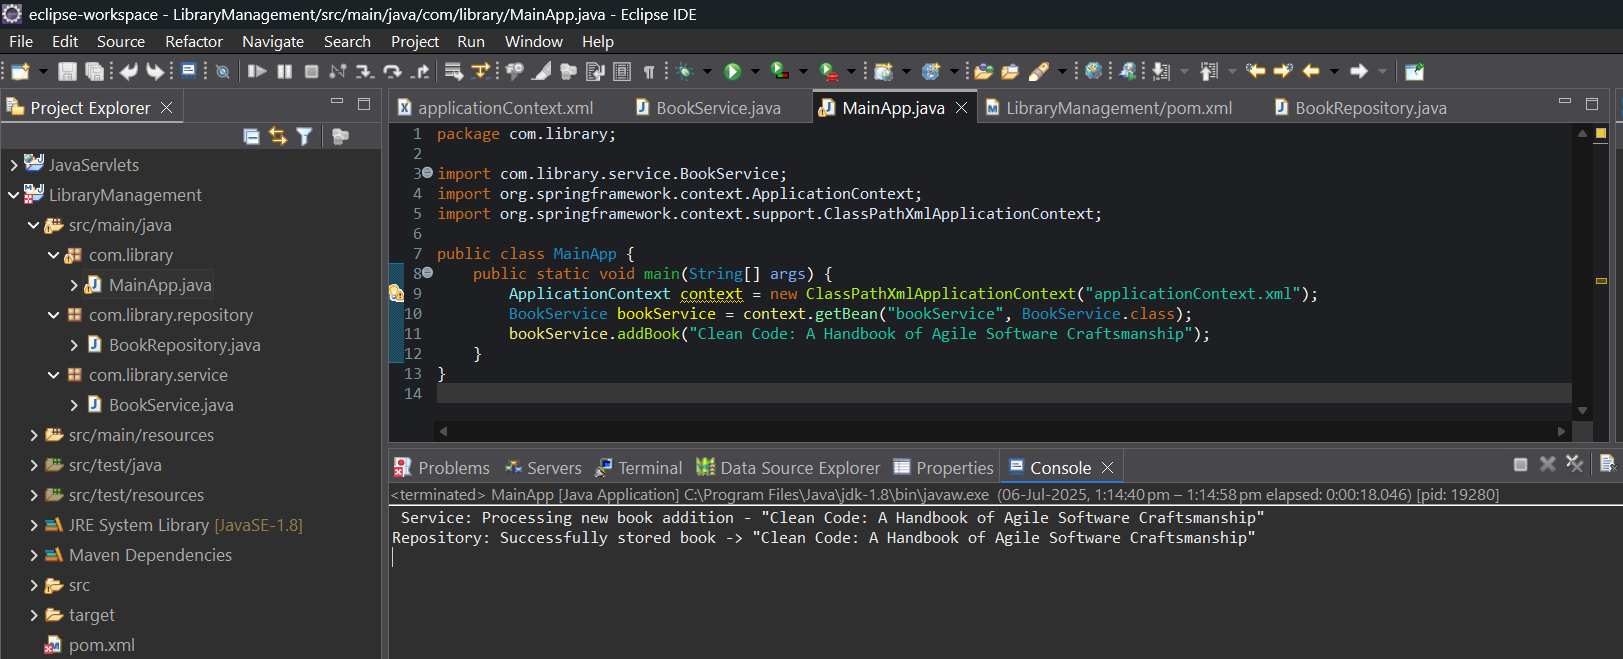 eclipse-workspace - LibraryManagement/src/main/java/com/library/MainApp.java - Eclipse IDE
File Edit Source Refactor Navigate Search Project Run Window Help
Project Explorer
JavaServlets
LibraryManagement
src/main/java
com.library
MainApp.java
com.library.repository
BookRepository.java
com.library.service
BookService.java
src/main/resources
src/test/java
src/test/resources
JRE System Library [JavaSE-1.8]
Maven Dependencies
src
target
pom.xml
applicationContext.xml BookService.java MainApp.java LibraryManagement/pom.xml BookRepository.java
1 package com.library;
2
3 import com.library.service.BookService;
4 import org.springframework.context.ApplicationContext;
5 import org.springframework.context.support.ClassPathXmlApplicationContext;
6
7 public class MainApp {
8 public static void main(String[] args) {
9 ApplicationContext context = new ClassPathXmlApplicationContext("applicationContext.xml");
10 BookService bookService = context.getBean("bookService", BookService.class);
11 bookService.addBook("Clean Code: A Handbook of Agile Software Craftsmanship");
12 }
13 }
14
Problems Servers Terminal Data Source Explorer Properties Console
<terminated> MainApp [Java Application] C:\Program Files\Java\jdk-1.8\bin\javaw.exe (06-Jul-2025, 1:14:40 pm – 1:14:58 pm elapsed: 0:00:18.046) [pid: 19280]
Service: Processing new book addition - "Clean Code: A Handbook of Agile Software Craftsmanship"
Repository: Successfully stored book -> "Clean Code: A Handbook of Agile Software Craftsmanship"